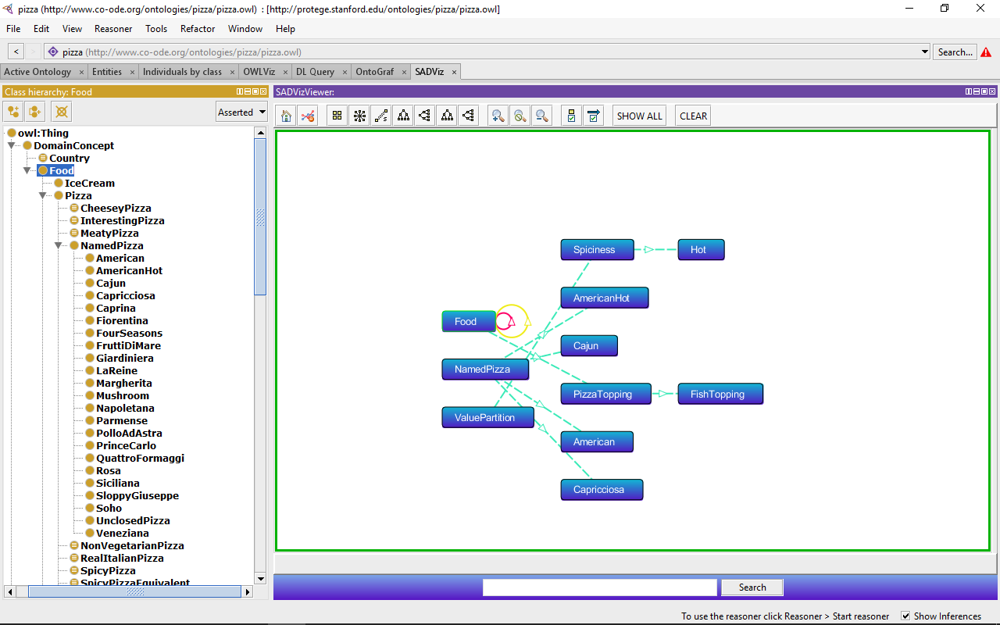 pizza (http://www.co-ode.org/ontologies/pizza/pizza.owl) : [http://protege.stanford.edu/ontologies/pizza/pizza.owl]
File Edit View Reasoner Tools Refactor Window Help
< > pizza (http://www.co-ode.org/ontologies/pizza/pizza.owl) Search...
Active Ontology × Entities × Individuals by class × OWLViz × DL Query × OntoGraf × SADViz ×
Class hierarchy: Food
Asserted
owl:Thing
DomainConcept
Country
Food
IceCream
Pizza
CheeseyPizza
InterestingPizza
MeatyPizza
NamedPizza
American
AmericanHot
Cajun
Capricciosa
Caprina
Fiorentina
FourSeasons
FruttiDiMare
Giardiniera
LaReine
Margherita
Mushroom
Napoletana
Parmense
PolloAdAstra
PrinceCarlo
QuattroFormaggi
Rosa
Siciliana
SloppyGiuseppe
Soho
UnclosedPizza
Veneziana
NonVegetarianPizza
RealItalianPizza
SpicyPizza
SpicyPizzaEquivalent
SADVizViewer:
SHOW ALL CLEAR
Spiciness Hot
AmericanHot
Food
Cajun
NamedPizza
PizzaTopping FishTopping
ValuePartition
American
Capricciosa
Search
To use the reasoner click Reasoner > Start reasoner Show Inferences